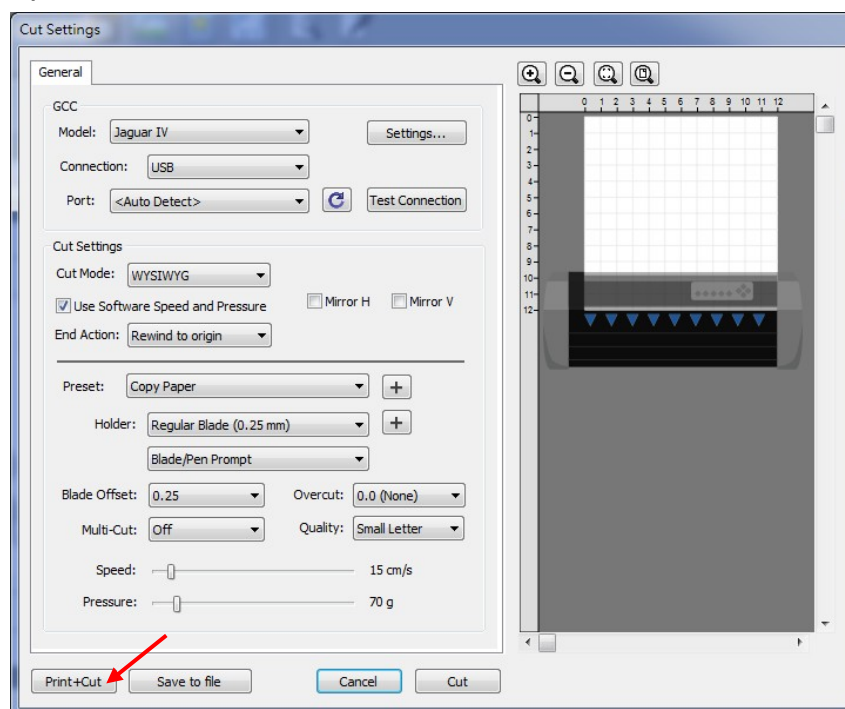 Cut Settings
General
GCC
Model: Jaguar IV Settings...
Connection: USB
Port: <Auto Detect> Test Connection
Cut Settings
Cut Mode: WYSIWYG
Use Software Speed and Pressure Mirror H Mirror V
End Action: Rewind to origin
Preset: Copy Paper +
Holder: Regular Blade (0.25 mm) +
Blade/Pen Prompt
Blade Offset: 0.25 Overcut: 0.0 (None)
Multi-Cut: Off Quality: Small Letter
Speed: 15 cm/s
Pressure: 70 g
Print+Cut Save to file Cancel Cut
0 1 2 3 4 5 6 7 8 9 10 11 12
0
1
2
3
4
5
6
7
8
9
10
11
12